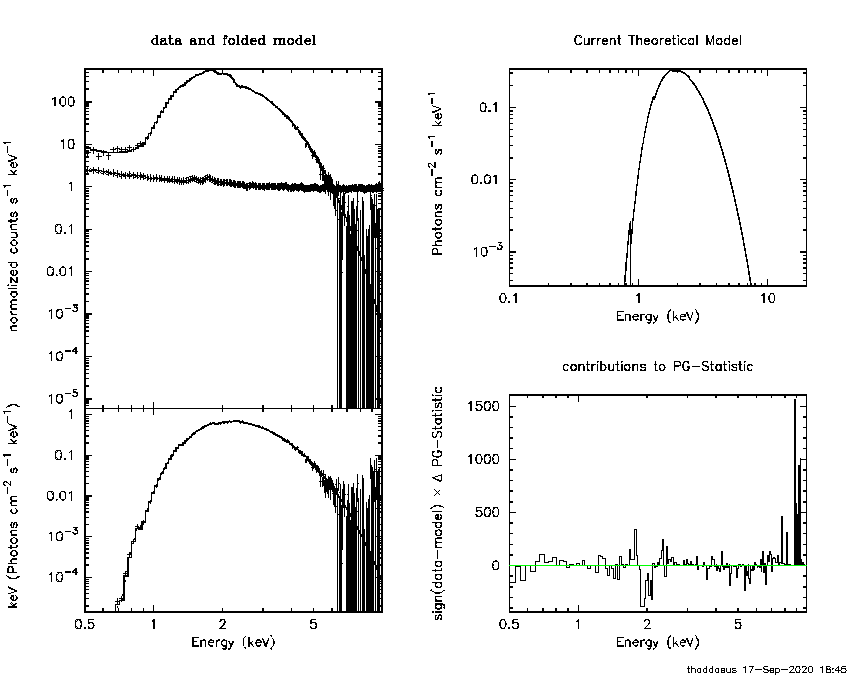 data and folded model
normalized counts s⁻¹ keV⁻¹
100
10
1
0.1
0.01
10⁻³
10⁻⁴
10⁻⁵
keV (Photons cm⁻² s⁻¹ keV⁻¹)
1
0.1
0.01
10⁻³
10⁻⁴
0.5 1 2 5
Energy (keV)
Current Theoretical Model
Photons cm⁻² s⁻¹ keV⁻¹
0.1
0.01
10⁻³
0.1 1 10
Energy (keV)
contributions to PG−Statistic
sign(data−model) × Δ PG−Statistic
1500
1000
500
0
0.5 1 2 5
Energy (keV)
thaddaeus 17−Sep−2020 18:45